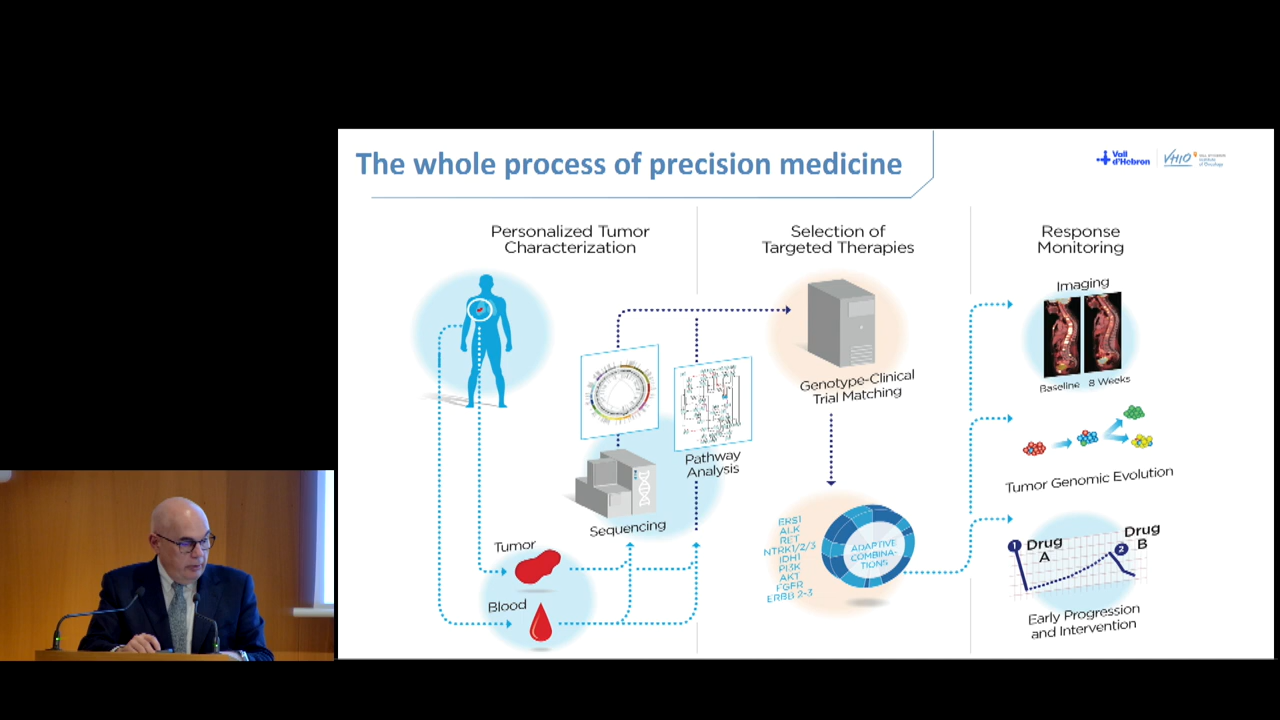 The whole process of precision medicine
Vall
d'Hebron
VHIO
Personalized Tumor
Characterization
Selection of
Targeted Therapies
Response
Monitoring
Imaging
Baseline 8 Weeks
Genotype-Clinical
Trial Matching
Pathway
Analysis
Sequencing
Tumor Genomic Evolution
Tumor
Blood
ERS1
ALK
RET
NTRK1/2/3
IDH1
PI3K
AKT
FGFR
ERBB 2-3
ADAPTIVE
COMBINA-
TIONS
1 Drug
A
2 Drug
B
Early Progression
and Intervention